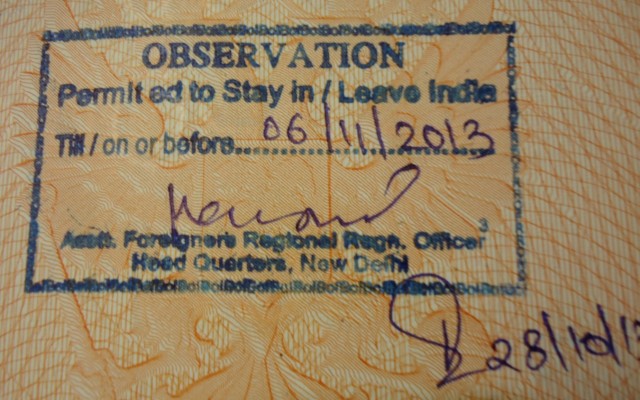 OBSERVATION
Permitted to Stay in / Leave India
Till / on or before....06/11/2013
3
Asstt. Foreigners Regional Regn. Officer
Head Quarters, New Delhi
28/10/13